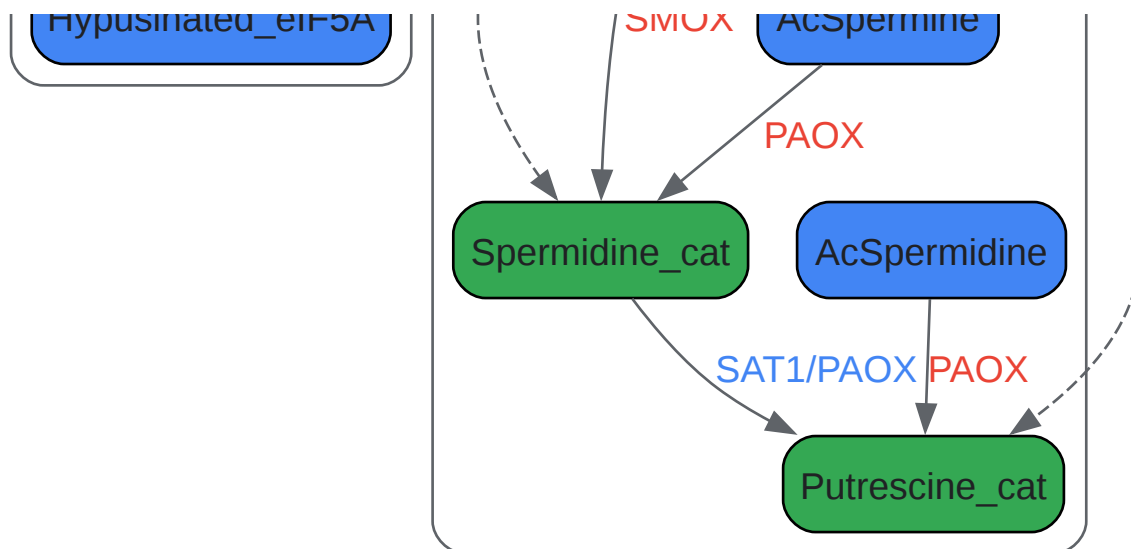 Hypusinated_eIF5A
SMOX
AcSpermine
PAOX
Spermidine_cat
AcSpermidine
SAT1/PAOX
PAOX
Putrescine_cat